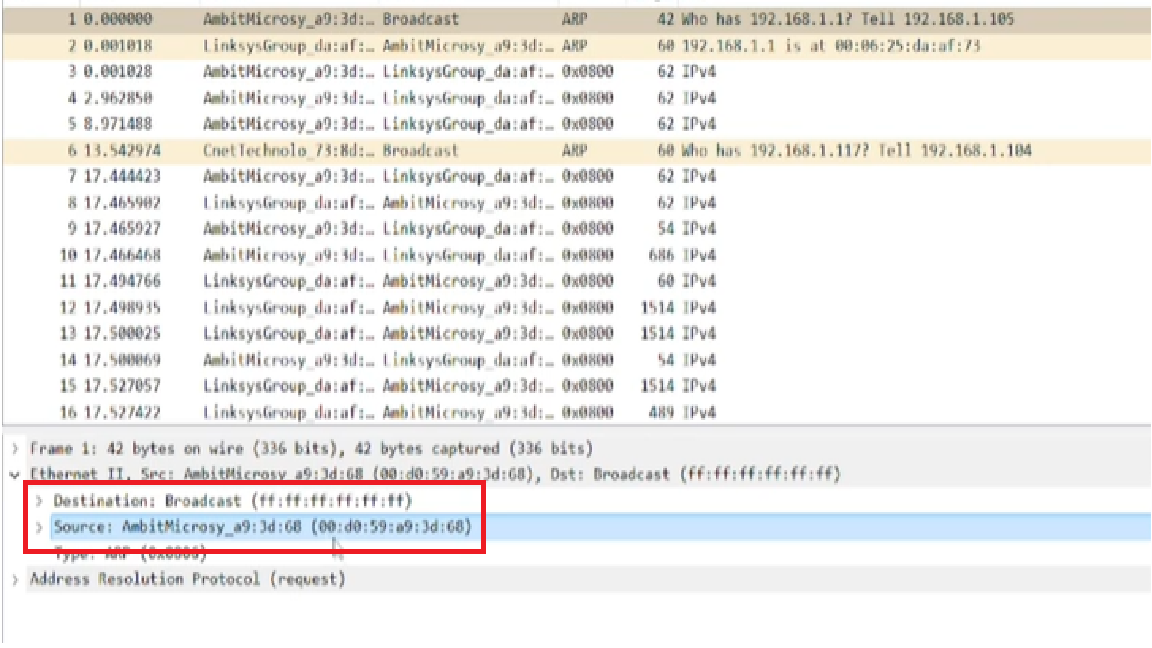 1 0.000000 AmbitMicrosy_a9:3d:… Broadcast ARP 42 Who has 192.168.1.1? Tell 192.168.1.105
2 0.001018 LinksysGroup_da:af:… AmbitMicrosy_a9:3d:… ARP 60 192.168.1.1 is at 00:06:25:da:af:73
3 0.001028 AmbitMicrosy_a9:3d:… LinksysGroup_da:af:… 0x0800 62 IPv4
4 2.962850 AmbitMicrosy_a9:3d:… LinksysGroup_da:af:… 0x0800 62 IPv4
5 8.971488 AmbitMicrosy_a9:3d:… LinksysGroup_da:af:… 0x0800 62 IPv4
6 13.542974 CnetTechnolo_73:8d:… Broadcast ARP 60 Who has 192.168.1.117? Tell 192.168.1.104
7 17.444423 AmbitMicrosy_a9:3d:… LinksysGroup_da:af:… 0x0800 62 IPv4
8 17.465902 LinksysGroup_da:af:… AmbitMicrosy_a9:3d:… 0x0800 62 IPv4
9 17.465927 AmbitMicrosy_a9:3d:… LinksysGroup_da:af:… 0x0800 54 IPv4
10 17.466468 AmbitMicrosy_a9:3d:… LinksysGroup_da:af:… 0x0800 686 IPv4
11 17.494766 LinksysGroup_da:af:… AmbitMicrosy_a9:3d:… 0x0800 60 IPv4
12 17.498935 LinksysGroup_da:af:… AmbitMicrosy_a9:3d:… 0x0800 1514 IPv4
13 17.500025 LinksysGroup_da:af:… AmbitMicrosy_a9:3d:… 0x0800 1514 IPv4
14 17.500069 AmbitMicrosy_a9:3d:… LinksysGroup_da:af:… 0x0800 54 IPv4
15 17.527057 LinksysGroup_da:af:… AmbitMicrosy_a9:3d:… 0x0800 1514 IPv4
16 17.527422 LinksysGroup_da:af:… AmbitMicrosy_a9:3d:… 0x0800 489 IPv4
Frame 1: 42 bytes on wire (336 bits), 42 bytes captured (336 bits)
Ethernet II, Src: AmbitMicrosy_a9:3d:68 (00:d0:59:a9:3d:68), Dst: Broadcast (ff:ff:ff:ff:ff:ff)
Destination: Broadcast (ff:ff:ff:ff:ff:ff)
Source: AmbitMicrosy_a9:3d:68 (00:d0:59:a9:3d:68)
Type: ARP (0x0806)
Address Resolution Protocol (request)